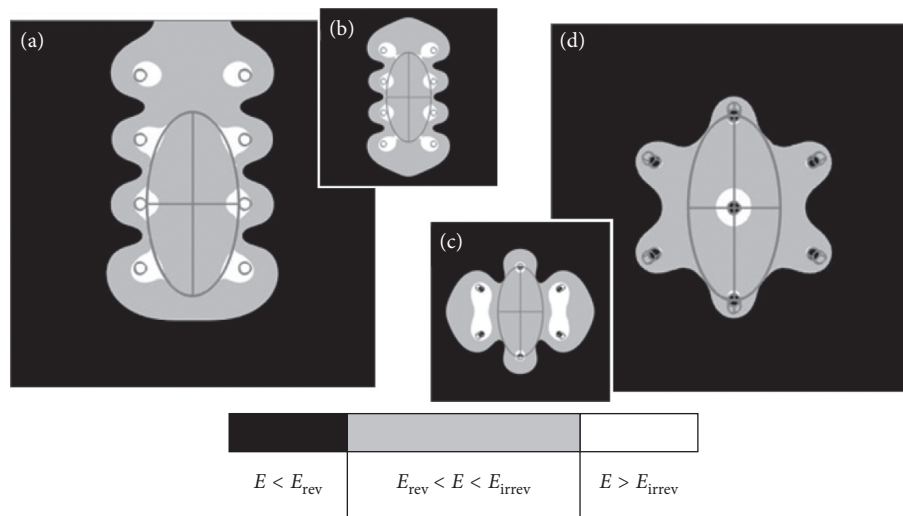 (a)
(b)
(c)
(d)
E < E_rev
E_rev < E < E_irrev
E > E_irrev